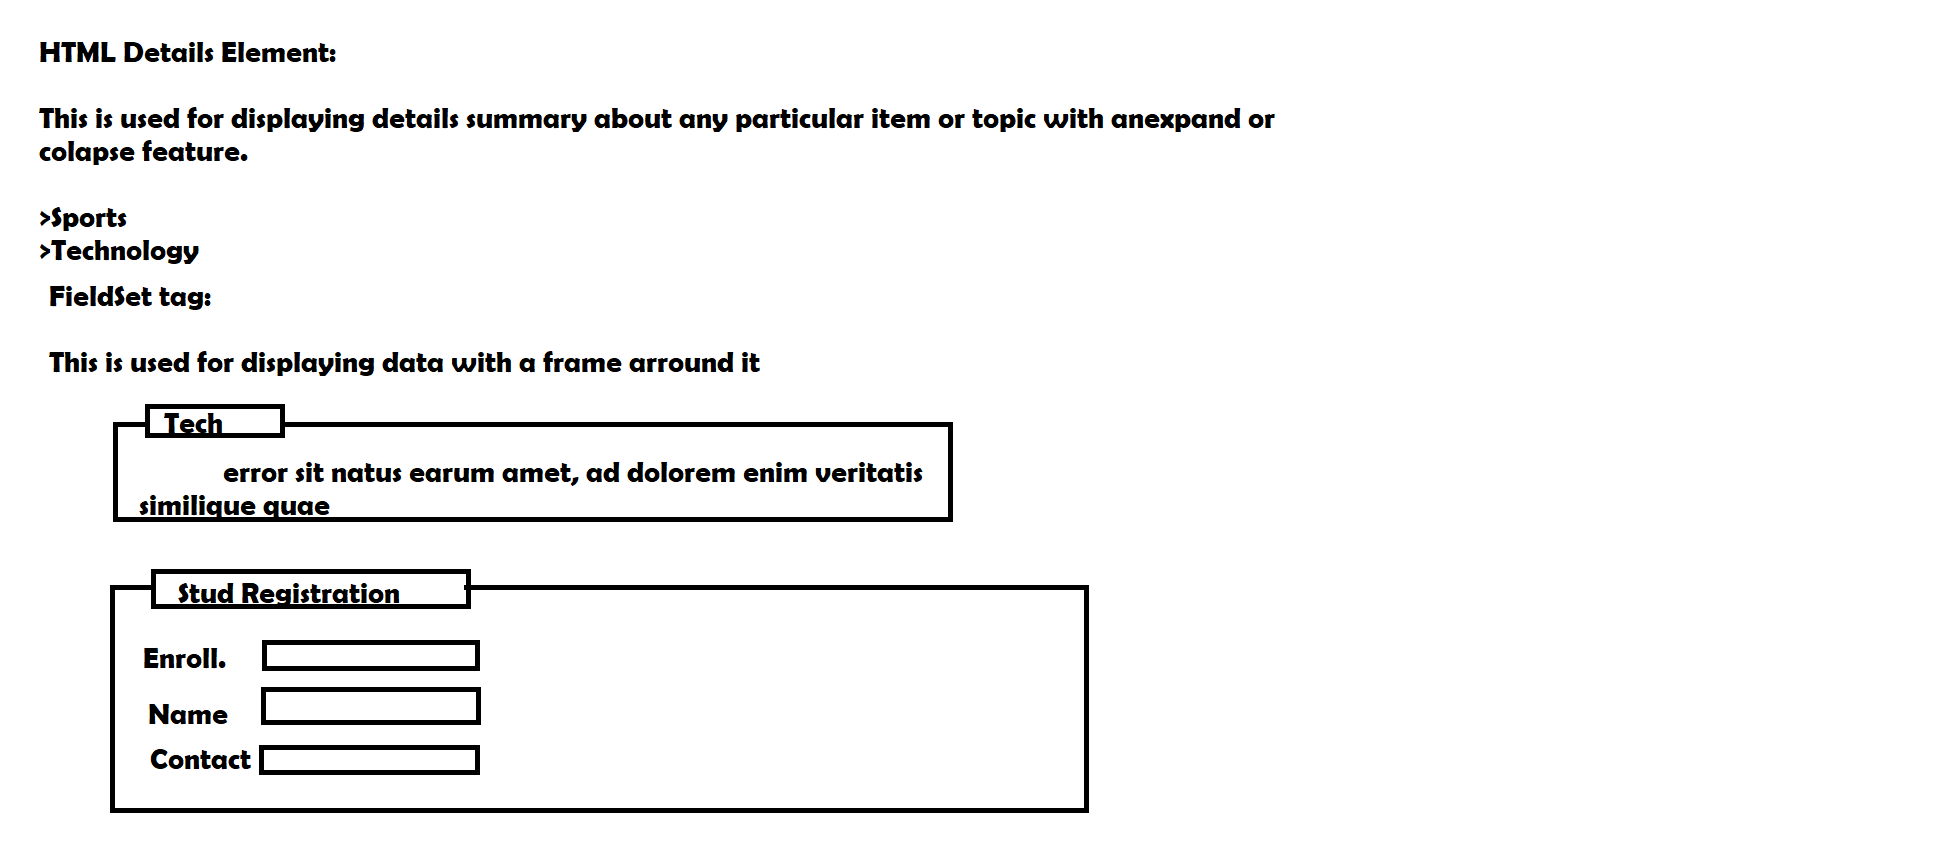 HTML Details Element:
This is used for displaying details summary about any particular item or topic with anexpand or
colapse feature.
>Sports
>Technology
FieldSet tag:
This is used for displaying data with a frame arround it
Tech
error sit natus earum amet, ad dolorem enim veritatis
similique quae
Stud Registration
Enroll.
Name
Contact